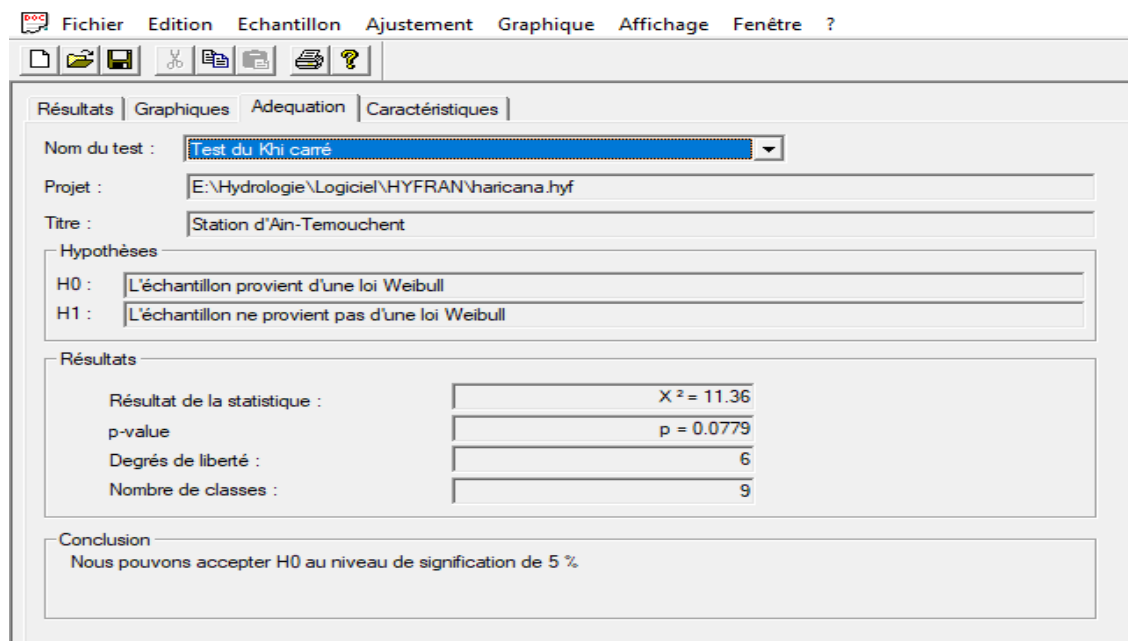 DOC Fichier Edition Echantillon Ajustement Graphique Affichage Fenêtre ?
Résultats Graphiques Adequation Caractéristiques
Nom du test : Test du Khi carré
Projet : E:\Hydrologie\Logiciel\HYFRAN\haricana.hyf
Titre : Station d'Ain-Temouchent
Hypothèses
H0 : L'échantillon provient d'une loi Weibull
H1 : L'échantillon ne provient pas d'une loi Weibull
Résultats
Résultat de la statistique : X ² = 11.36
p-value p = 0.0779
Degrés de liberté : 6
Nombre de classes : 9
Conclusion
Nous pouvons accepter H0 au niveau de signification de 5 %